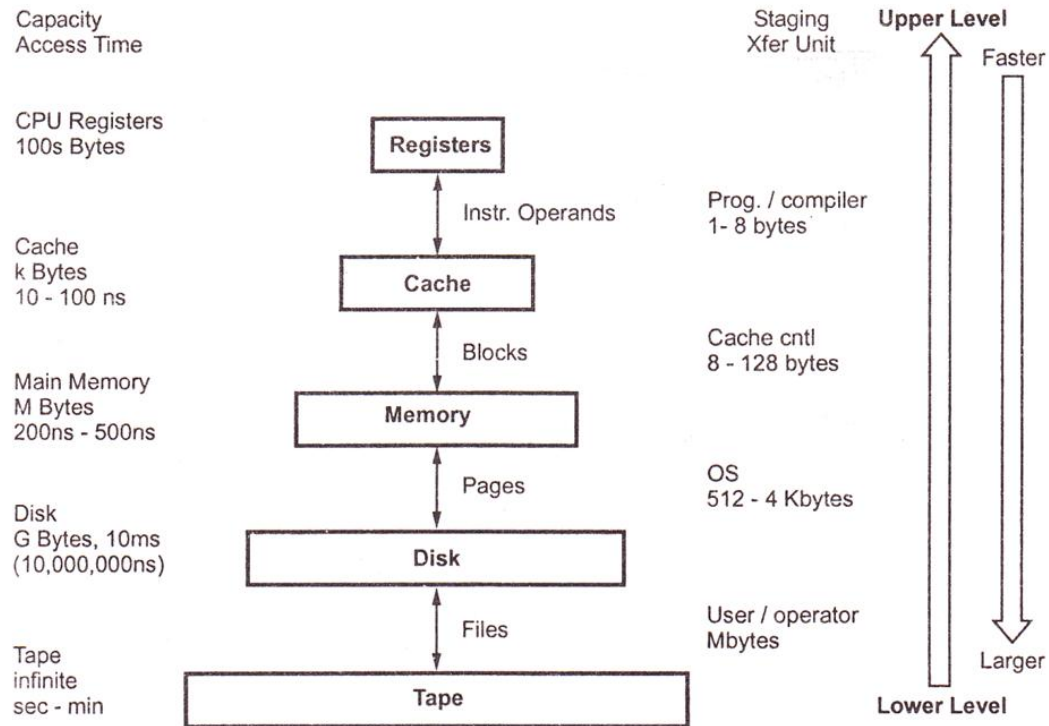 Capacity
Access Time
Staging
Xfer Unit
Upper Level
Faster
CPU Registers
100s Bytes
Registers
Instr. Operands
Prog. / compiler
1- 8 bytes
Cache
k Bytes
10 - 100 ns
Cache
Blocks
Cache cntl
8 - 128 bytes
Main Memory
M Bytes
200ns - 500ns
Memory
Pages
OS
512 - 4 Kbytes
Disk
G Bytes, 10ms
(10,000,000ns)
Disk
Files
User / operator
Mbytes
Tape
infinite
sec - min
Tape
Larger
Lower Level